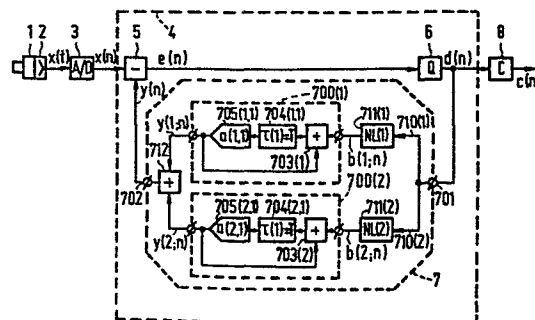 1 2 3 4 5 6 8
x(t) A/D x(n) − e(n) Q d(n) C c(n)
y(n)
700(1)
705(1,1) 704(1,1) 711(1)
y(1;n) a(1,1) τ(1)=T + NL(1) 710(1)
712 703(1) b(1;n)
702 + 700(2) 701
705(2,1) 704(2,1) 711(2)
y(2;n) a(2,1) τ(1)=T + NL(2) 710(2)
703(2) b(2;n)
7